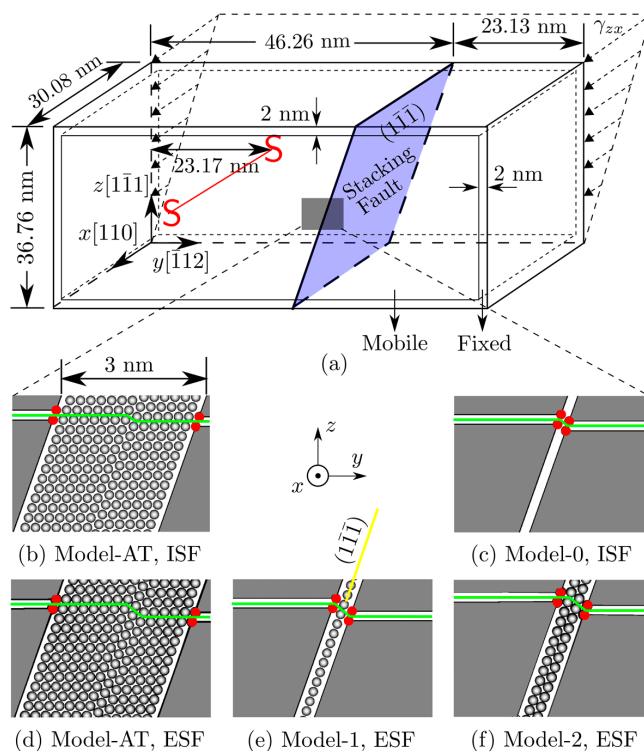 46.26 nm
23.13 nm
γzx
30.08 nm
2 nm
(11̄1̄)
23.17 nm
Stacking
Fault
2 nm
36.76 nm
S
S
z[11̄1]
x[110]
y[1̄12]
(a)
Mobile
Fixed
3 nm
z
y
x
(11̄1̄)
(b) Model-AT, ISF
(c) Model-0, ISF
(d) Model-AT, ESF
(e) Model-1, ESF
(f) Model-2, ESF